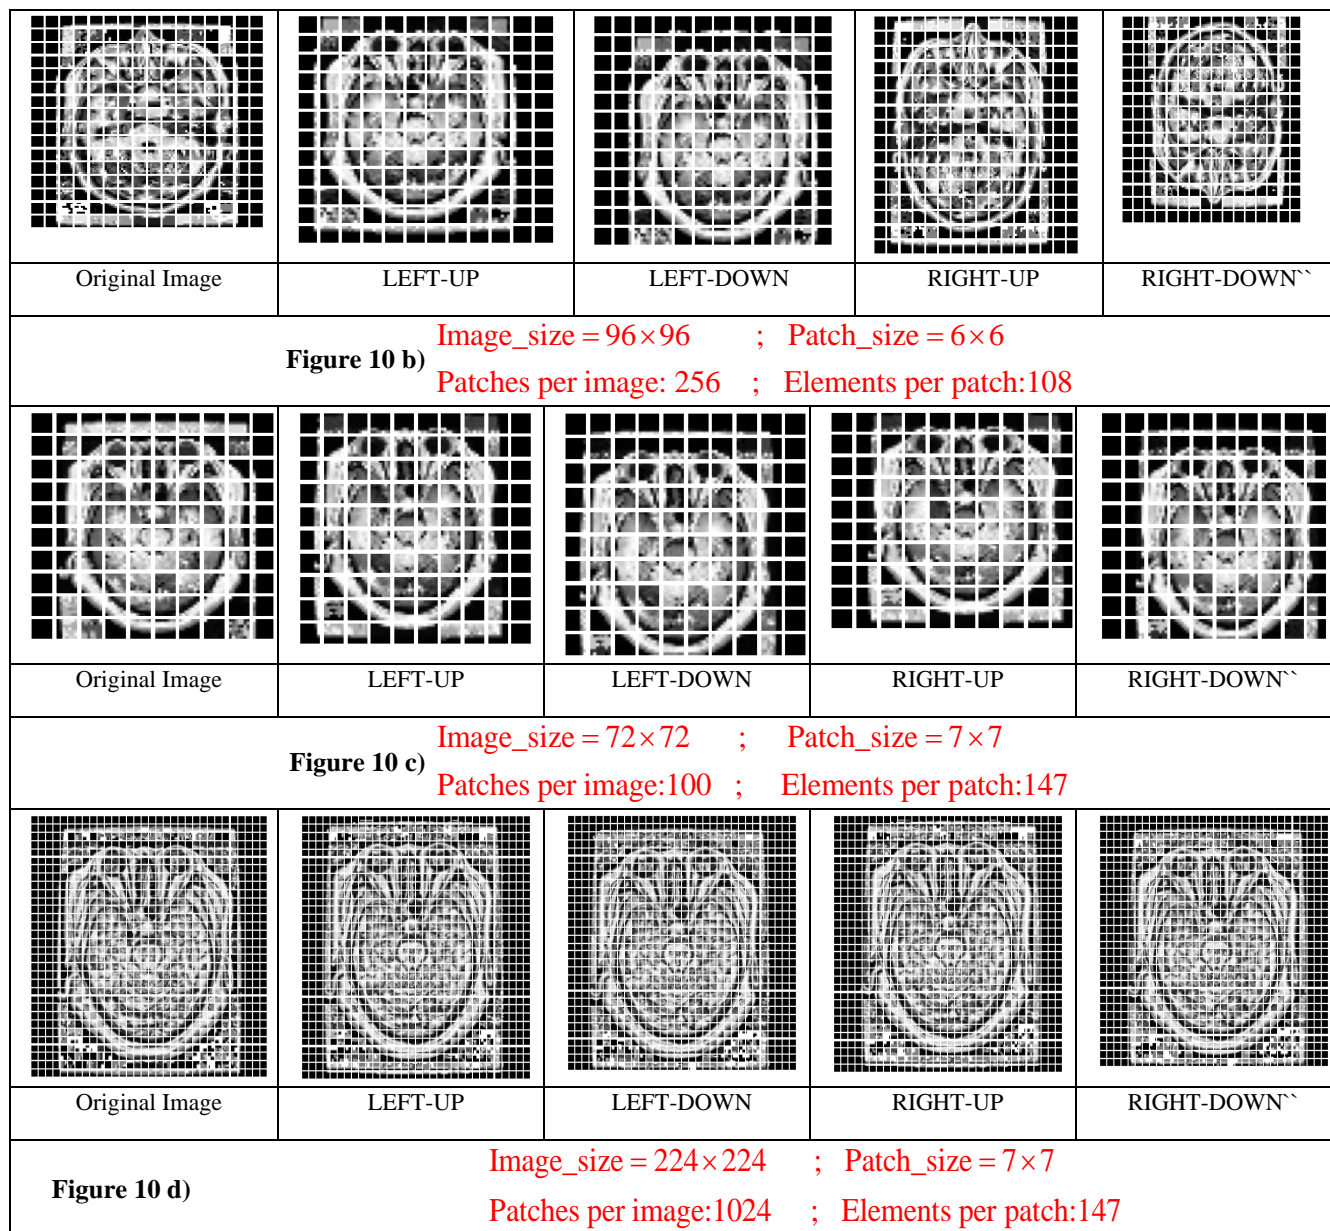 Original Image LEFT-UP LEFT-DOWN RIGHT-UP RIGHT-DOWN``
Figure 10 b)
Image_size = 96×96 ; Patch_size = 6×6
Patches per image: 256 ; Elements per patch:108
Original Image LEFT-UP LEFT-DOWN RIGHT-UP RIGHT-DOWN``
Figure 10 c)
Image_size = 72×72 ; Patch_size = 7×7
Patches per image:100 ; Elements per patch:147
Original Image LEFT-UP LEFT-DOWN RIGHT-UP RIGHT-DOWN``
Figure 10 d)
Image_size = 224×224 ; Patch_size = 7×7
Patches per image:1024 ; Elements per patch:147